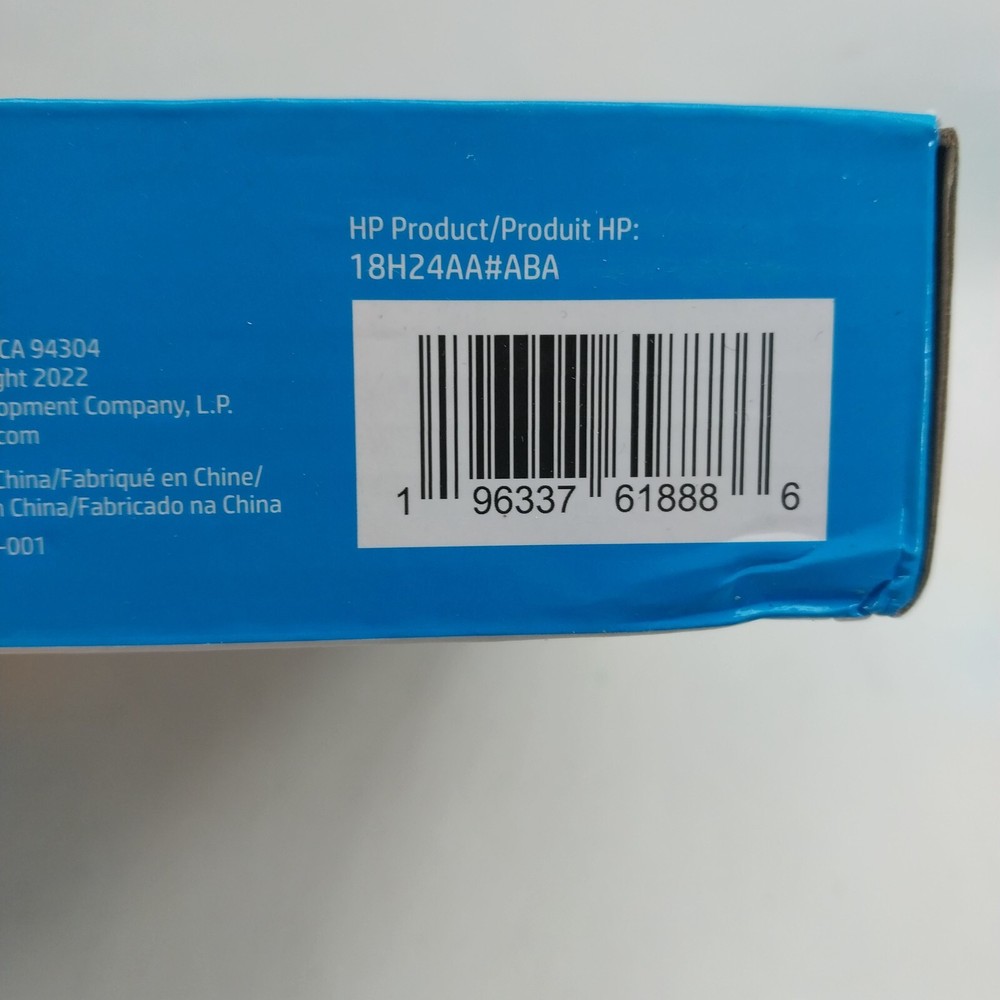 HP Product/Produit HP:
18H24AA#ABA
CA 94304
ght 2022
opment Company, L.P.
com
China/Fabriqué en Chine/
n China/Fabricado na China
-001
1 96337 61888 6